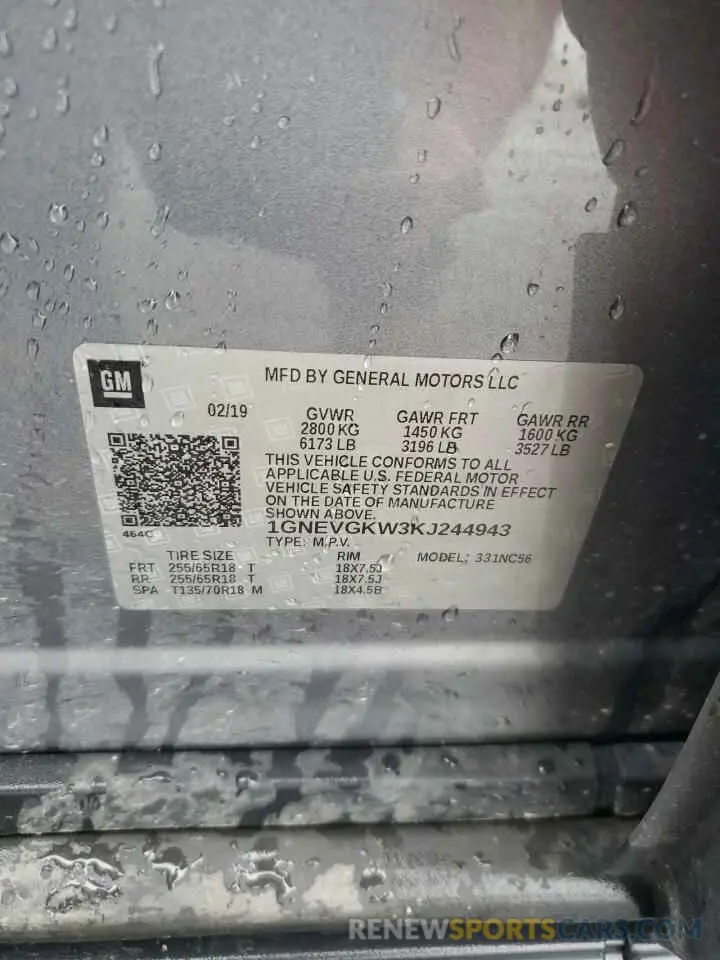 GM
MFD BY GENERAL MOTORS LLC
02/19
GVWR GAWR FRT GAWR RR
2800 KG 1450 KG 1600 KG
6173 LB 3196 LB 3527 LB
THIS VEHICLE CONFORMS TO ALL
APPLICABLE U.S. FEDERAL MOTOR
VEHICLE SAFETY STANDARDS IN EFFECT
ON THE DATE OF MANUFACTURE
SHOWN ABOVE.
464C
1GNEVGKW3KJ244943
TYPE: M.P.V.
MODEL: 331NC56
TIRE SIZE RIM
FRT 255/65R18 T 18X7.5J
RR 255/65R18 T 18X7.5J
SPA T135/70R18 M 18X4.5B
RENEWSPORTSCARS.COM